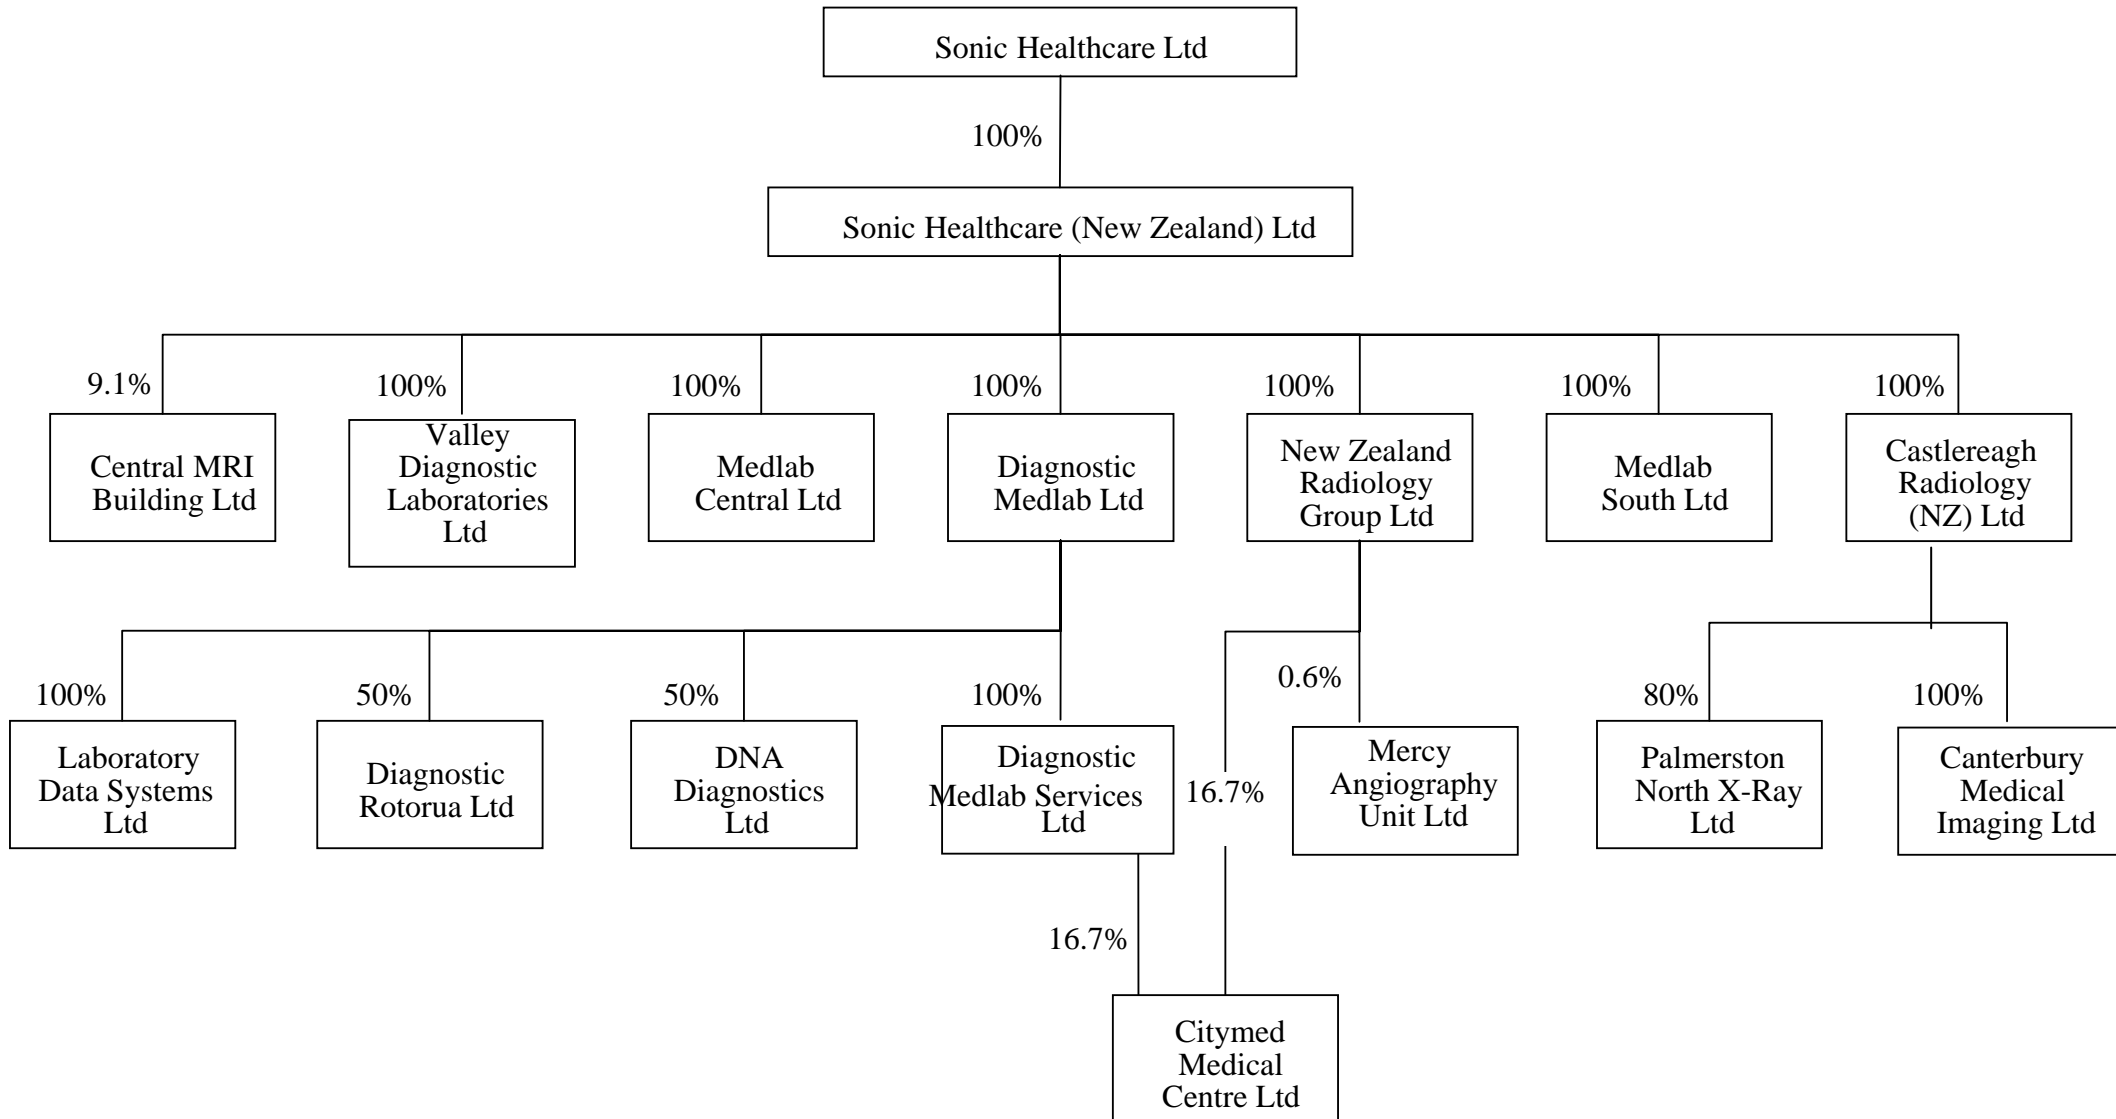 Sonic Healthcare Ltd
100%
Sonic Healthcare (New Zealand) Ltd
9.1%
100%
100%
100%
100%
100%
100%
Central MRI
Building Ltd
Valley
Diagnostic
Laboratories
Ltd
Medlab
Central Ltd
Diagnostic
Medlab Ltd
New Zealand
Radiology
Group Ltd
Medlab
South Ltd
Castlereagh
Radiology
(NZ) Ltd
100%
50%
50%
100%
0.6%
80%
100%
Laboratory
Data Systems
Ltd
Diagnostic
Rotorua Ltd
DNA
Diagnostics
Ltd
Diagnostic
Medlab Services
Ltd
16.7%
Mercy
Angiography
Unit Ltd
Palmerston
North X-Ray
Ltd
Canterbury
Medical
Imaging Ltd
16.7%
Citymed
Medical
Centre Ltd